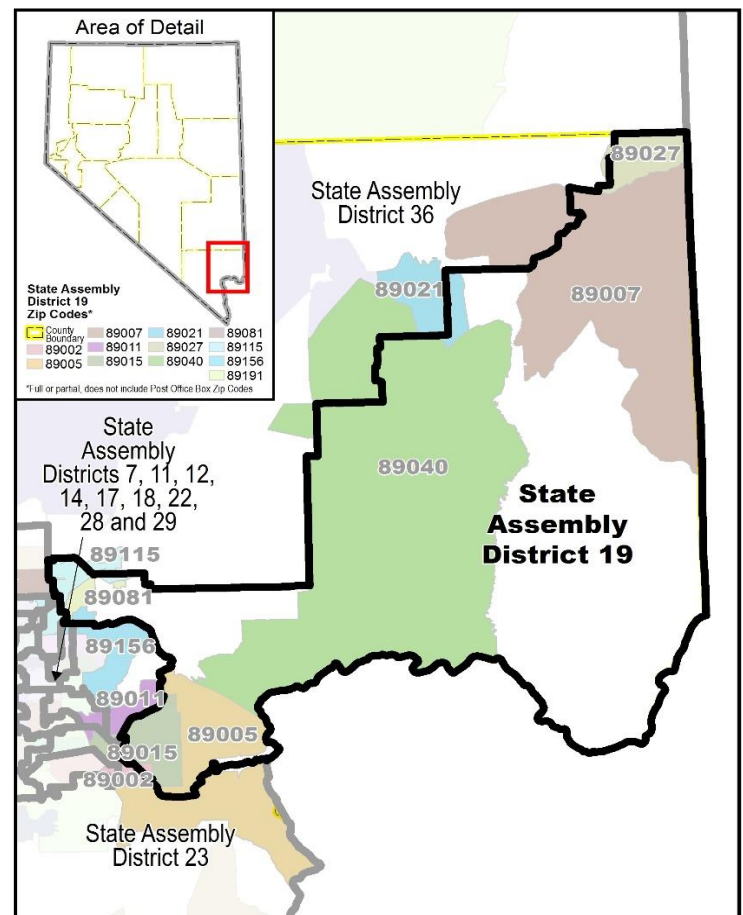 Area of Detail
State Assembly
District 19
Zip Codes*
County
Boundary
89002
89005
89007
89011
89015
89021
89027
89040
89081
89115
89156
89191
*Full or partial, does not include Post Office Box Zip Codes
89027
State Assembly
District 36
89021
89007
State
Assembly
Districts 7, 11, 12,
14, 17, 18, 22,
28 and 29
89040
State
Assembly
District 19
89115
89081
89156
89011
89005
89015
89002
State Assembly
District 23